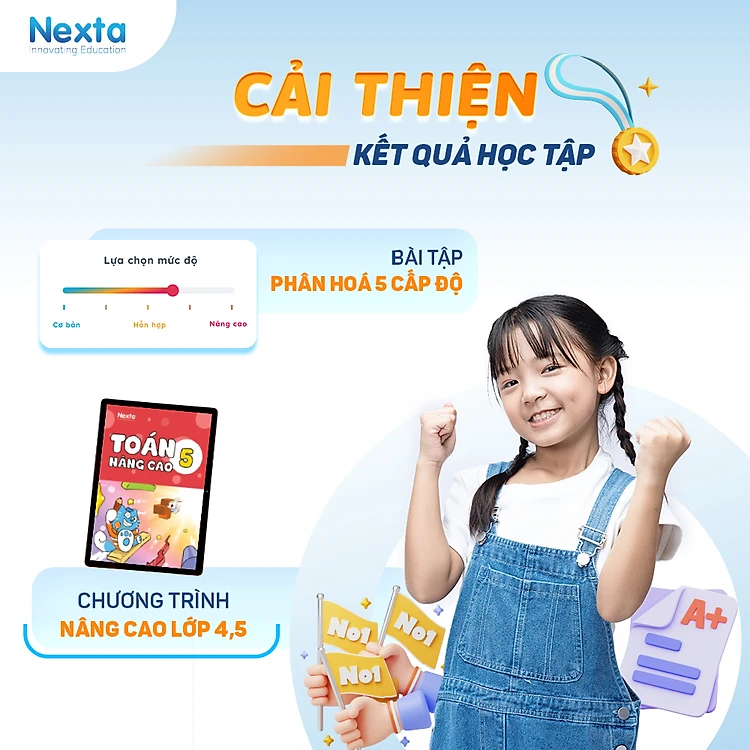 Nexta
Innovating Education
CẢI THIỆN
KẾT QUẢ HỌC TẬP
Lựa chọn mức độ
Cơ bản
Hỗn hợp
Nâng cao
BÀI TẬP
PHÂN HOÁ 5 CẤP ĐỘ
Nexta
TOÁN
NÂNG CAO 5
CHƯƠNG TRÌNH
NÂNG CAO LỚP 4,5
No1
No1
No1
A+